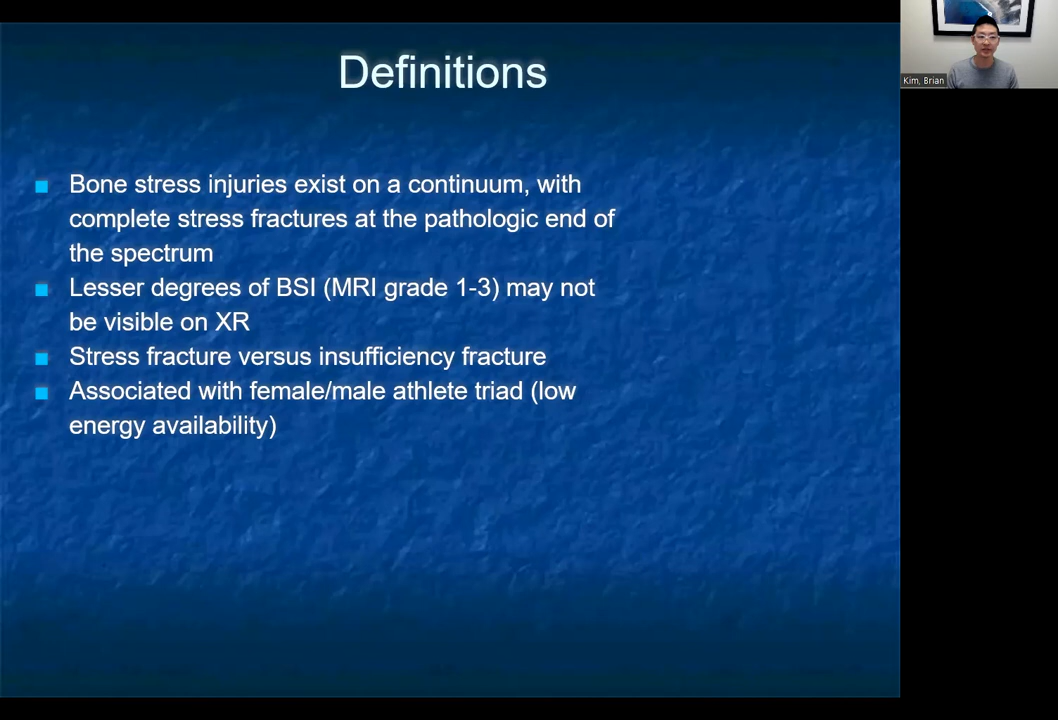 Definitions
Bone stress injuries exist on a continuum, with
complete stress fractures at the pathologic end of
the spectrum
Lesser degrees of BSI (MRI grade 1-3) may not
be visible on XR
Stress fracture versus insufficiency fracture
Associated with female/male athlete triad (low
energy availability)
Kim, Brian